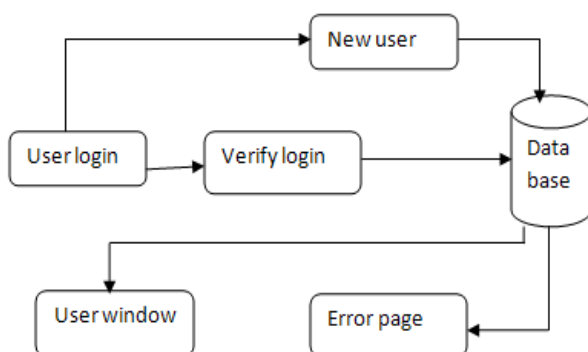 New user
User login
Verify login
Data
base
User window
Error page